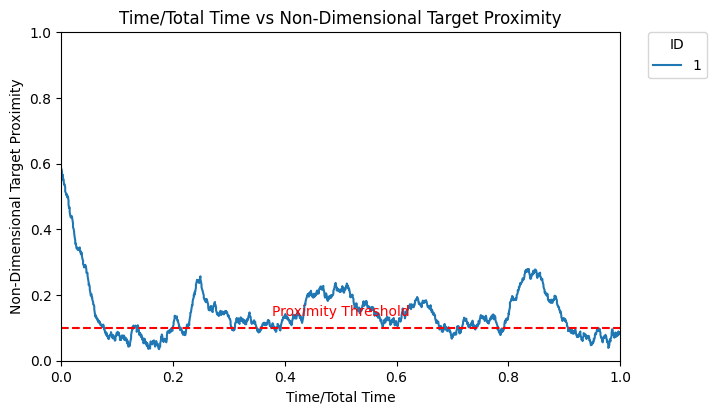 Time/Total Time vs Non-Dimensional Target Proximity
ID
1
Non-Dimensional Target Proximity
1.0
0.8
0.6
0.4
0.2
0.0
Proximity Threshold
0.0 0.2 0.4 0.6 0.8 1.0
Time/Total Time